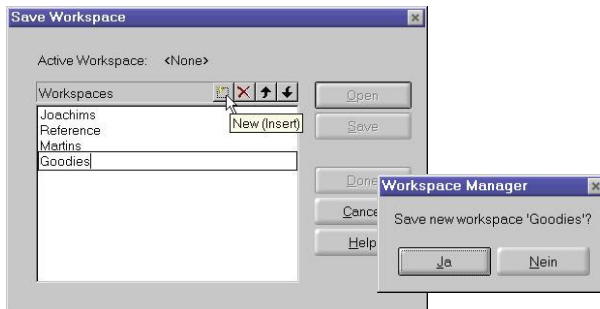 Save Workspace
Active Workspace: <None>
Workspaces
New (Insert)
Joachims
Reference
Martins
Goodies
Open
Save
Done
Cance
Help
Workspace Manager
Save new workspace 'Goodies'?
Ja
Nein